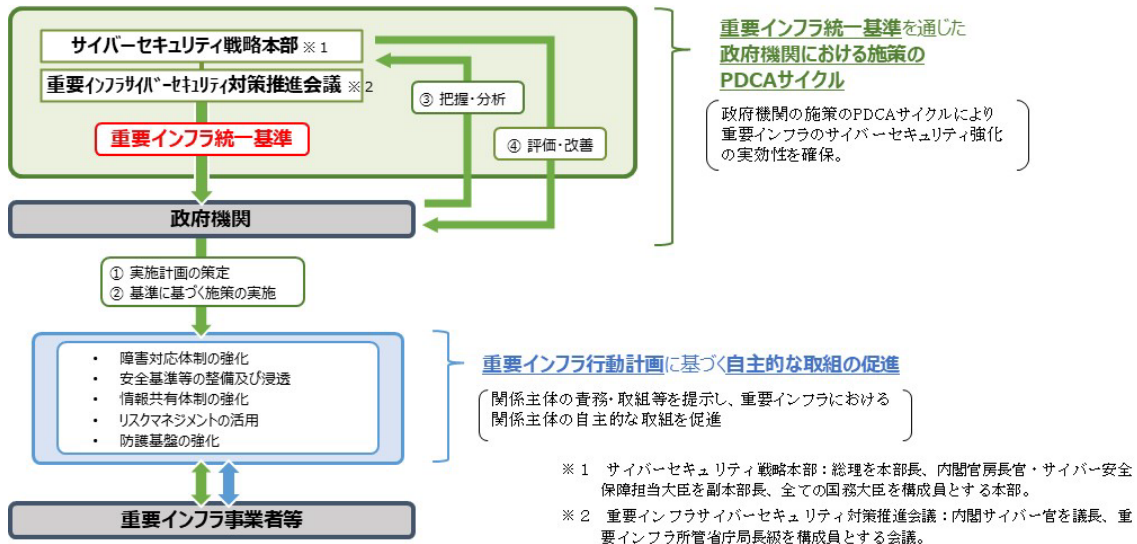 サイバーセキュリティ戦略本部 ※1
重要インフラサイバーセキュリティ対策推進会議 ※2
重要インフラ統一基準
③ 把握・分析
④ 評価・改善
政府機関
重要インフラ統一基準を通じた
政府機関における施策の
PDCAサイクル
政府機関の施策のPDCAサイクルにより
重要インフラのサイバーセキュリティ強化
の実効性を確保。
① 実施計画の策定
② 基準に基づく施策の実施
・ 障害対応体制の強化
・ 安全基準等の整備及び浸透
・ 情報共有体制の強化
・ リスクマネジメントの活用
・ 防護基盤の強化
重要インフラ行動計画に基づく自主的な取組の促進
関係主体の責務・取組等を提示し、重要インフラにおける
関係主体の自主的な取組を促進
重要インフラ事業者等
※1 サイバーセキュリティ戦略本部：総理を本部長、内閣官房長官・サイバー安全
保障担当大臣を副本部長、全ての国務大臣を構成員とする本部。
※2 重要インフラサイバーセキュリティ対策推進会議：内閣サイバー官を議長、重
要インフラ所管省庁局長級を構成員とする会議。